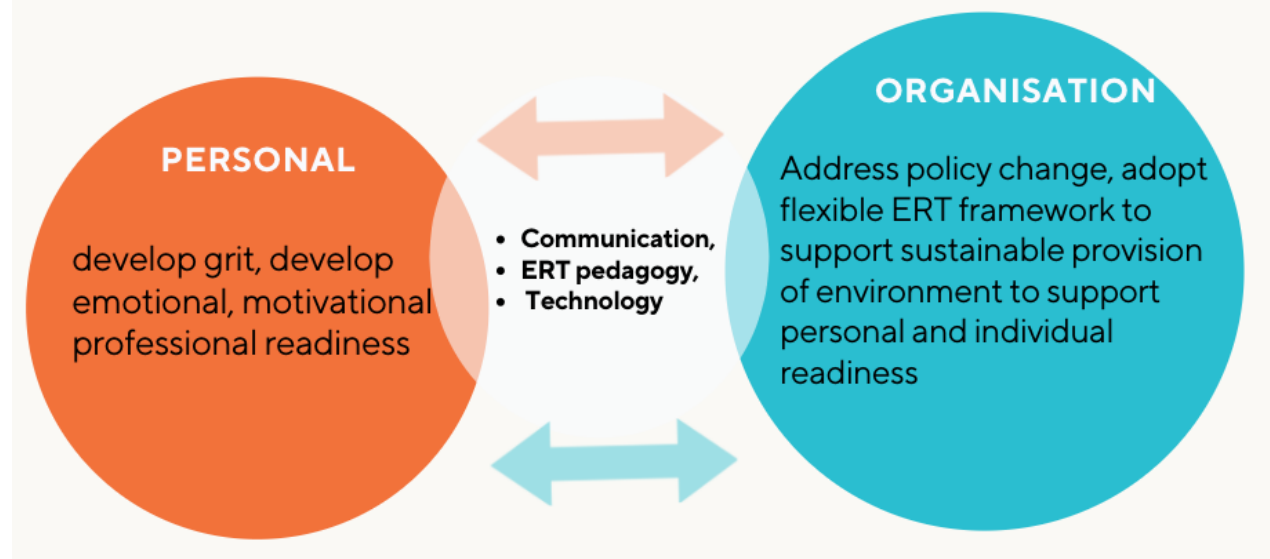 PERSONAL
develop grit, develop
emotional, motivational
professional readiness
• Communication,
• ERT pedagogy,
• Technology
ORGANISATION
Address policy change, adopt
flexible ERT framework to
support sustainable provision
of environment to support
personal and individual
readiness